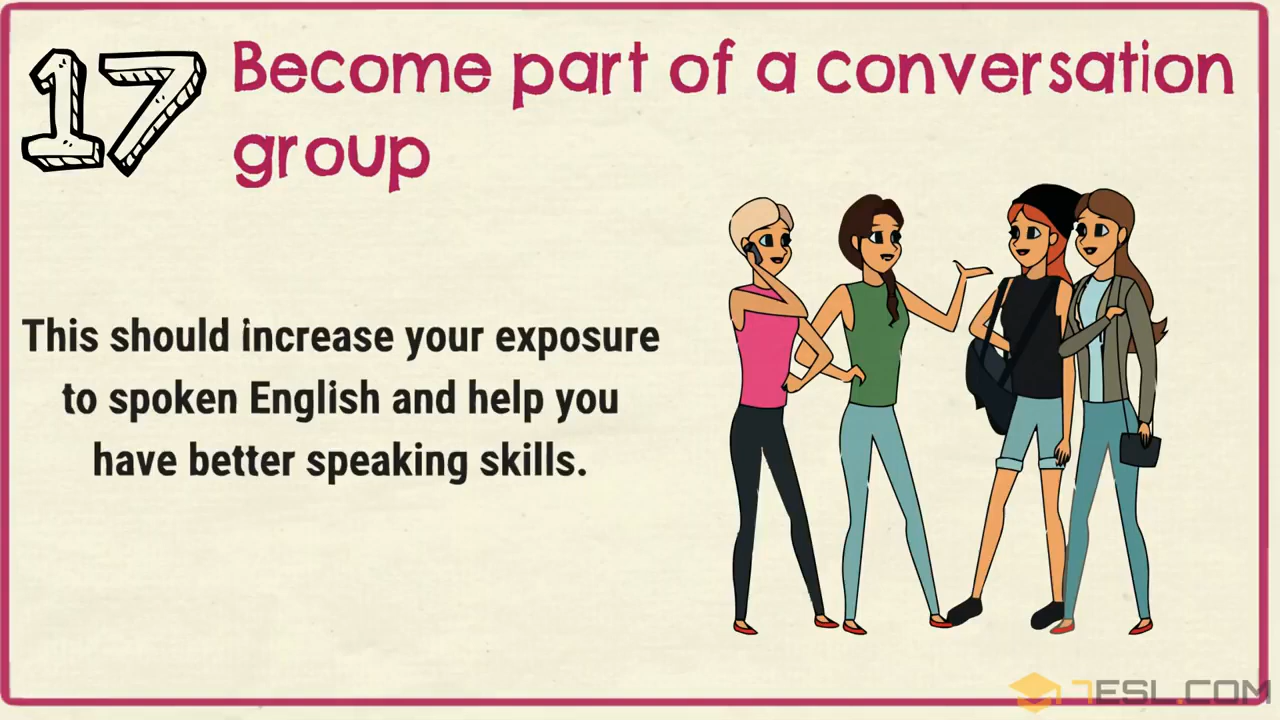 17
Become part of a conversation
group
This should increase your exposure
to spoken English and help you
have better speaking skills.
7ESL.COM